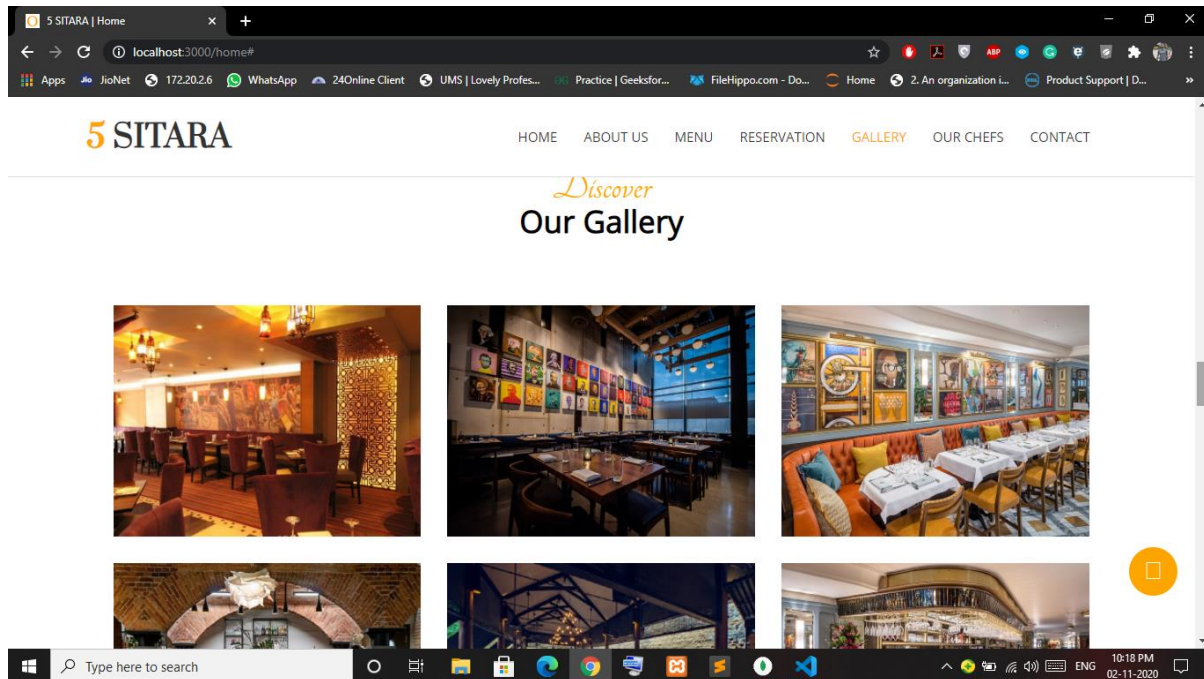 5 SITARA | Home
localhost:3000/home#
ABP
Apps
Jio JioNet
172.20.2.6
WhatsApp
24Online Client
UMS | Lovely Profes...
Practice | Geeksfor...
FileHippo.com - Do...
Home
2. An organization i...
Product Support | D...
»
5 SITARA
HOME ABOUT US MENU RESERVATION GALLERY OUR CHEFS CONTACT
Discover
Our Gallery
Type here to search
ENG
10:18 PM
02-11-2020